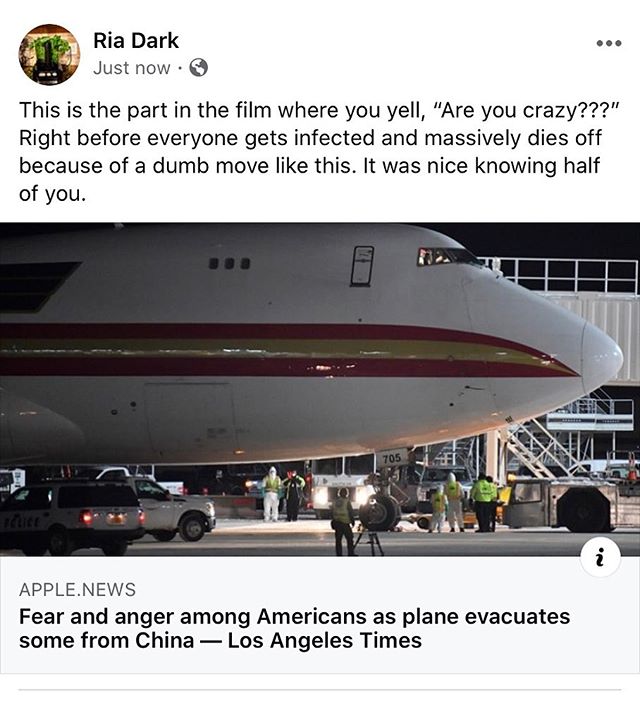 Ria Dark
Just now ·
This is the part in the film where you yell, “Are you crazy???”
Right before everyone gets infected and massively dies off
because of a dumb move like this. It was nice knowing half
of you.
705
POLICE
i
APPLE.NEWS
Fear and anger among Americans as plane evacuates
some from China — Los Angeles Times